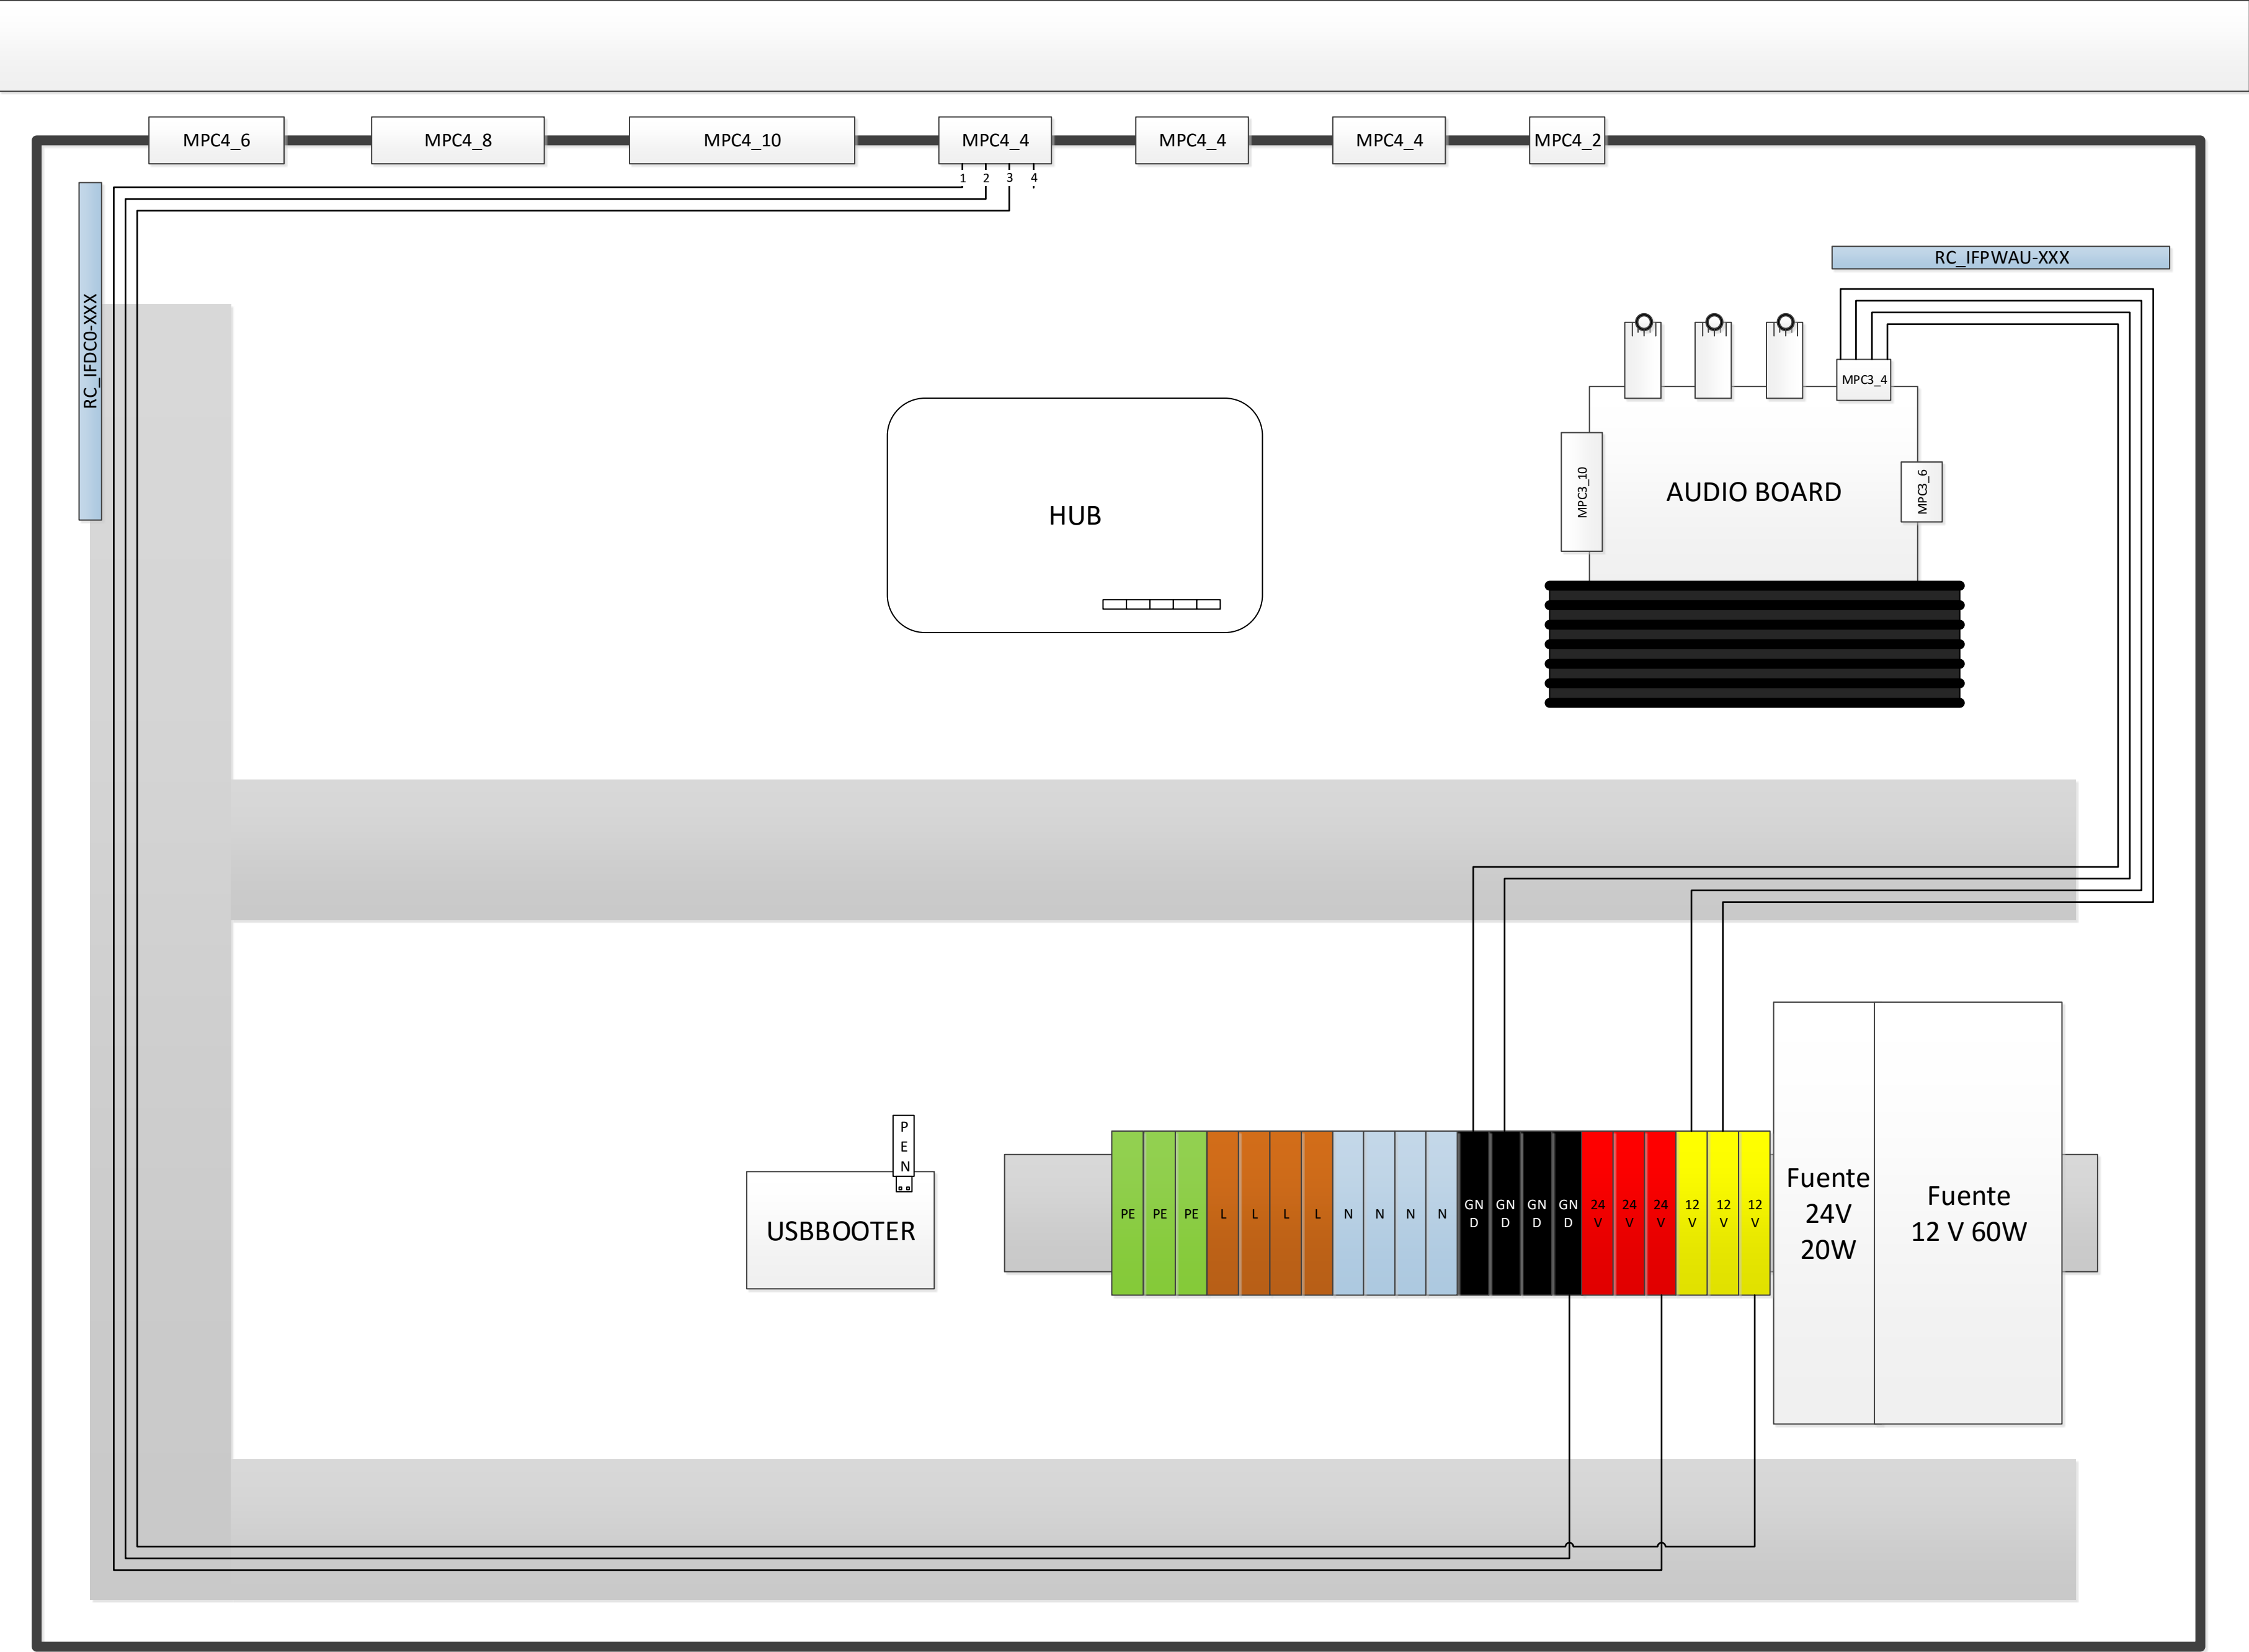 MPC4_6
MPC4_8
MPC4_10
MPC4_4
MPC4_4
MPC4_4
MPC4_2
1
2
3
4
RC_IFDC0-XXX
RC_IFPWAU-XXX
MPC3_4
MPC3_10
AUDIO BOARD
MPC3_6
HUB
P
E
N
USBBOOTER
PE
PE
PE
L
L
L
L
N
N
N
N
GN
D
GN
D
GN
D
GN
D
24
V
24
V
24
V
12
V
12
V
12
V
Fuente
24V
20W
Fuente
12 V 60W